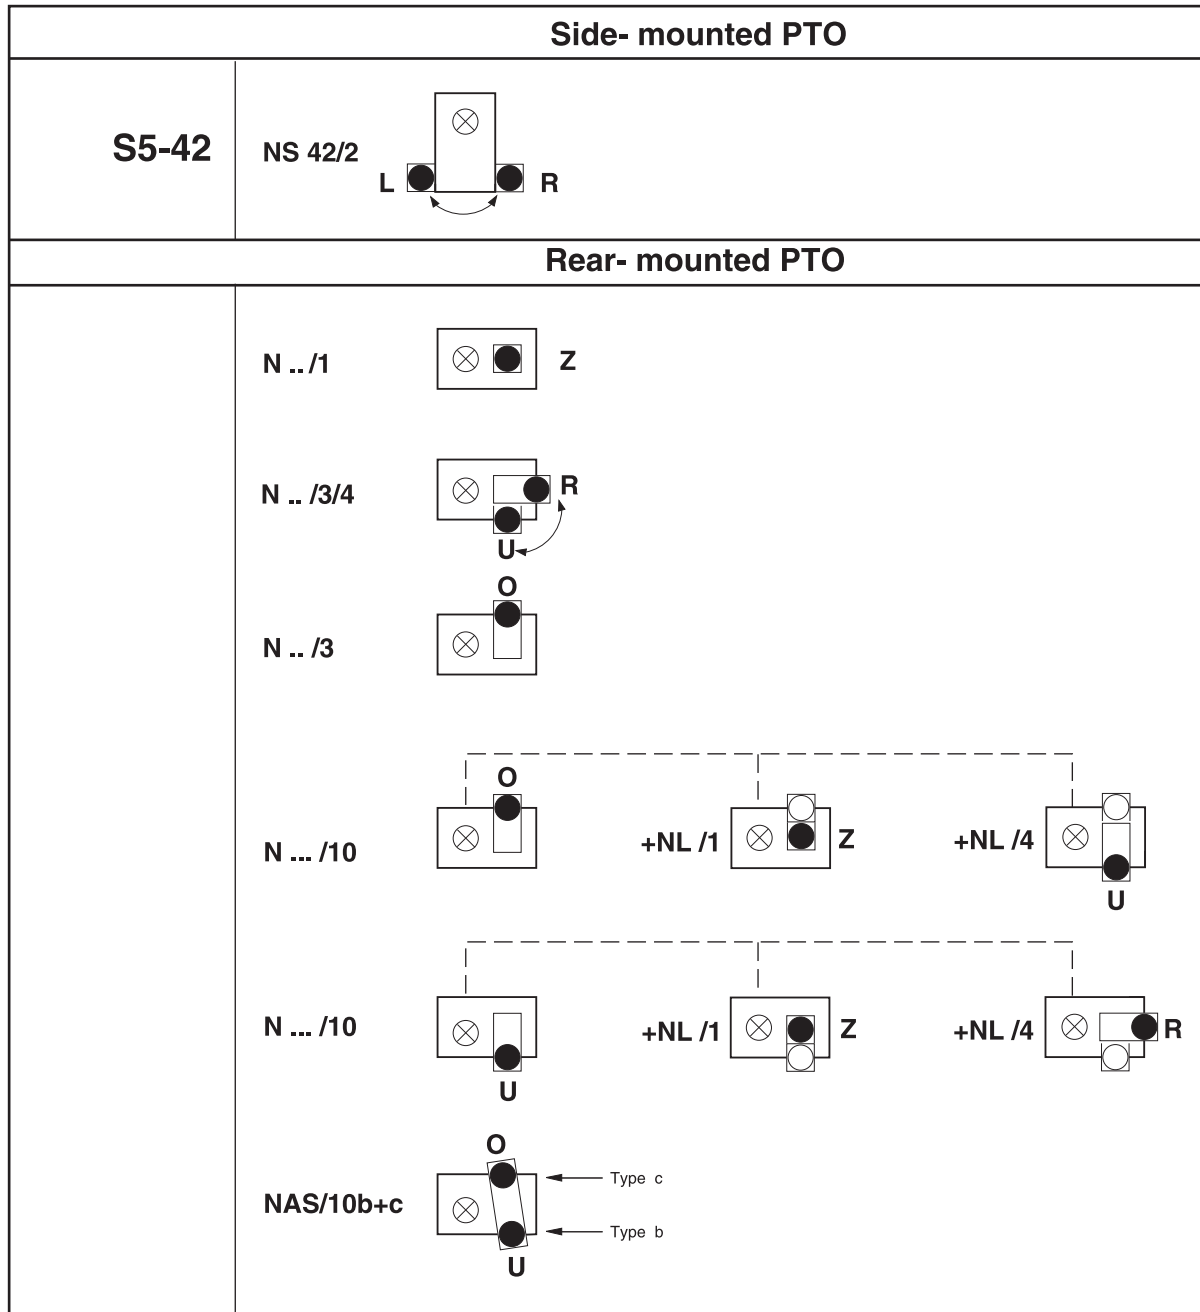 Side- mounted PTO
S5-42
NS 42/2
L
R
Rear- mounted PTO
N .. /1
Z
N .. /3/4
R
U
O
N .. /3
O
N ... /10
+NL /1
Z
+NL /4
U
N ... /10
U
+NL /1
Z
+NL /4
R
O
NAS/10b+c
Type c
Type b
U